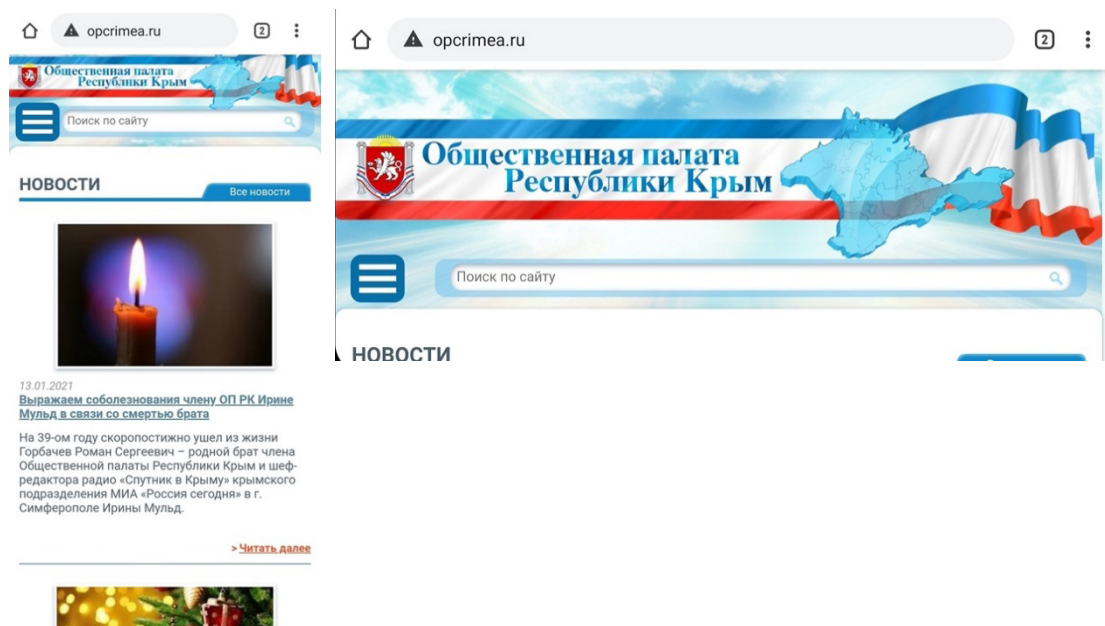 opcrimea.ru
2
Общественная палата
Республики Крым
Поиск по сайту
НОВОСТИ
Все новости
13.01.2021
Выражаем соболезнования члену ОП РК Ирине
Мульд в связи со смертью брата
На 39-ом году скоропостижно ушел из жизни
Горбачев Роман Сергеевич – родной брат члена
Общественной палаты Республики Крым и шеф-
редактора радио «Спутник в Крыму» крымского
подразделения МИА «Россия сегодня» в г.
Симферополе Ирины Мульд.
> Читать далее
opcrimea.ru
2
Общественная палата
Республики Крым
Поиск по сайту
НОВОСТИ